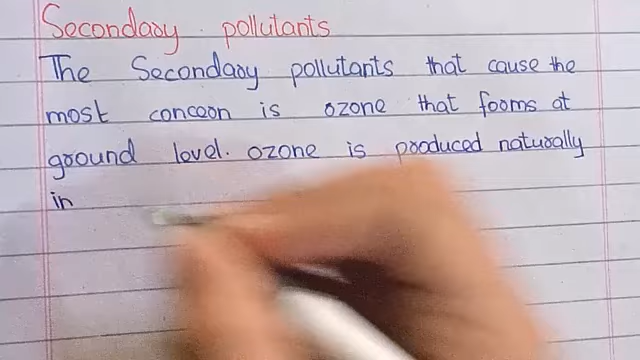 Secondary pollutants
The Secondary pollutants that cause the
most concern is ozone that forms at
ground level. ozone is produced naturally
in